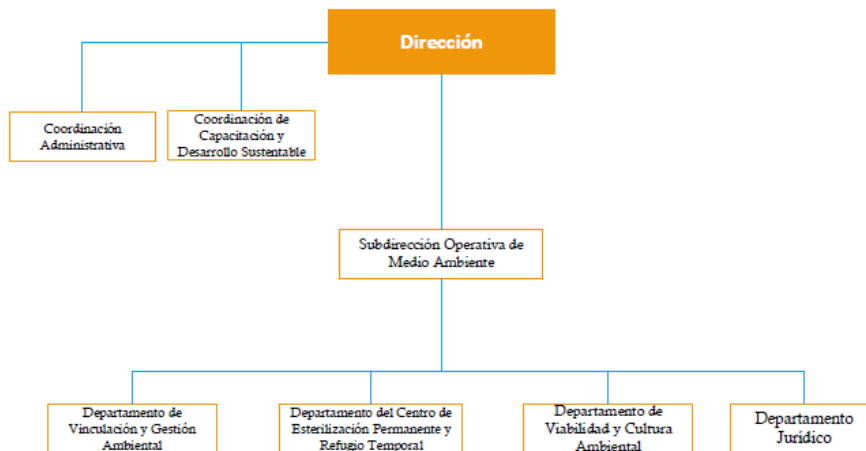 Dirección
Coordinación
Administrativa
Coordinación de
Capacitación y
Desarrollo Sustentable
Subdirección Operativa de
Medio Ambiente
Departamento de
Vinculación y Gestión
Ambiental
Departamento del Centro de
Esterilización Permanente y
Refugio Temporal
Departamento de
Viabilidad y Cultura
Ambiental
Departamento
Jurídico